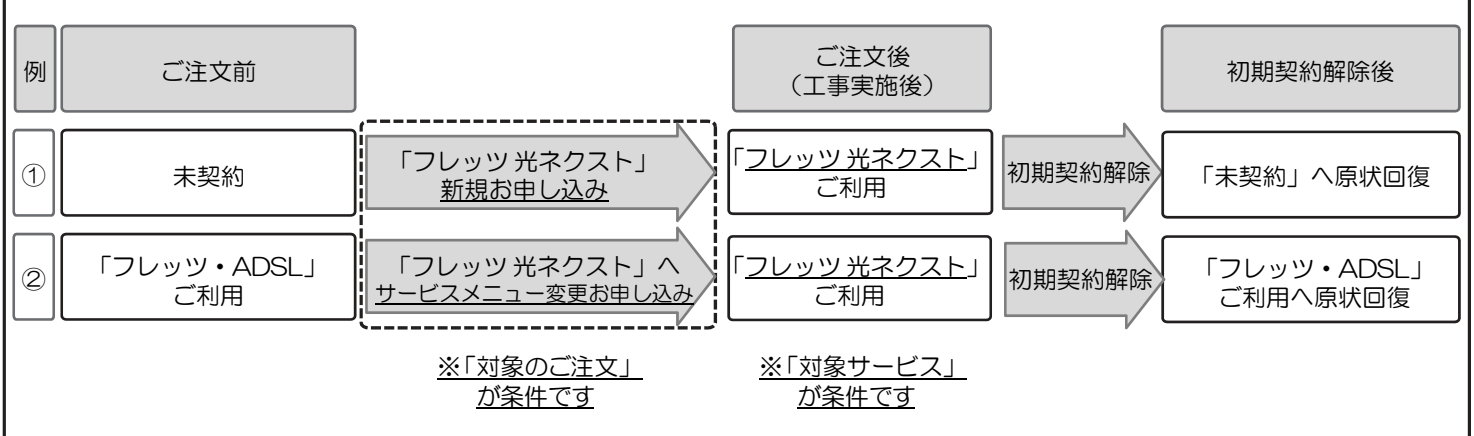 例
ご注文前
ご注文後
（工事実施後）
初期契約解除後
①
未契約
「フレッツ 光ネクスト」
新規お申し込み
「フレッツ 光ネクスト」
ご利用
初期契約解除
「未契約」へ原状回復
②
「フレッツ・ADSL」
ご利用
「フレッツ 光ネクスト」へ
サービスメニュー変更お申し込み
「フレッツ 光ネクスト」
ご利用
初期契約解除
「フレッツ・ADSL」
ご利用へ原状回復
※「対象のご注文」
が条件です
※「対象サービス」
が条件です